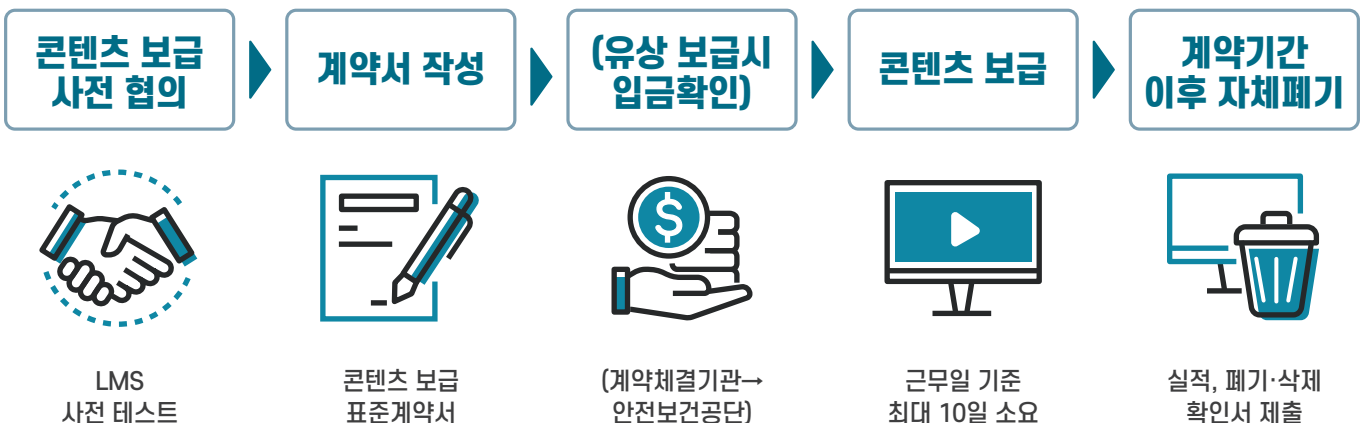 콘텐츠 보급
사전 협의
계약서 작성
(유상 보급시
입금확인)
콘텐츠 보급
계약기간
이후 자체폐기
$
LMS
사전 테스트
콘텐츠 보급
표준계약서
(계약체결기관→
안전보건공단)
근무일 기준
최대 10일 소요
실적, 폐기·삭제
확인서 제출